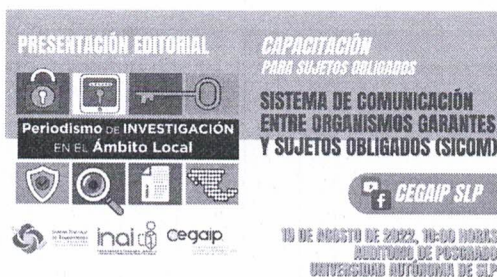 PRESENTACIÓN EDITORIAL
Periodismo DE INVESTIGACIÓN
EN EL Ámbito Local
inai
Cegaip
CAPACITACIÓN
PARA SUJETOS OBLIGADOS
SISTEMA DE COMUNICACIÓN
ENTRE ORGANISMOS GARANTES
Y SUJETOS OBLIGADOS (SICOM)
CEGAIP SLP
19 DE AGOSTO DE 2022, 10:00 HORAS
AUDITORIO DE POSGRADO
UNIVERSIDAD AUTÓNOMA DE SLP